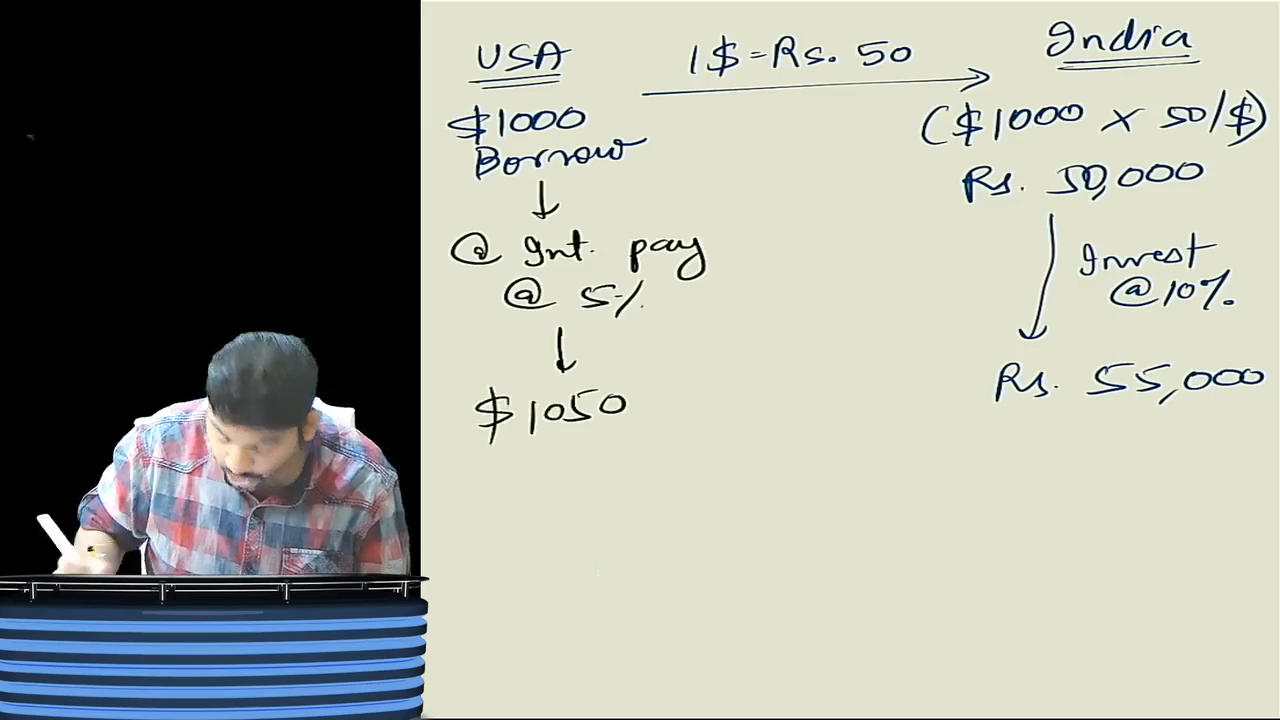 USA
1$=Rs. 50
India
$1000
Borrow
@ Int. pay
@ 5%
$1050
($1000 x 50/$)
Rs. 50,000
Invest
@10%.
Rs. 55,000